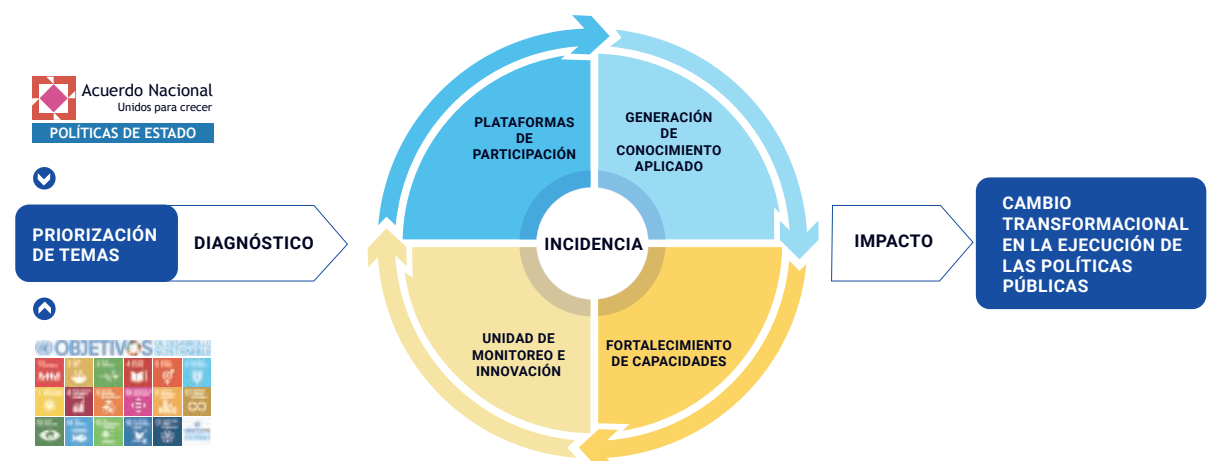 Acuerdo Nacional
Unidos para crecer
POLÍTICAS DE ESTADO
PRIORIZACIÓN
DE TEMAS
DIAGNÓSTICO
OBJETIVOS
PLATAFORMAS
DE
PARTICIPACIÓN
GENERACIÓN
DE
CONOCIMIENTO
APLICADO
INCIDENCIA
UNIDAD DE
MONITOREO E
INNOVACIÓN
FORTALECIMIENTO
DE CAPACIDADES
IMPACTO
CAMBIO
TRANSFORMACIONAL
EN LA EJECUCIÓN DE
LAS POLÍTICAS
PÚBLICAS